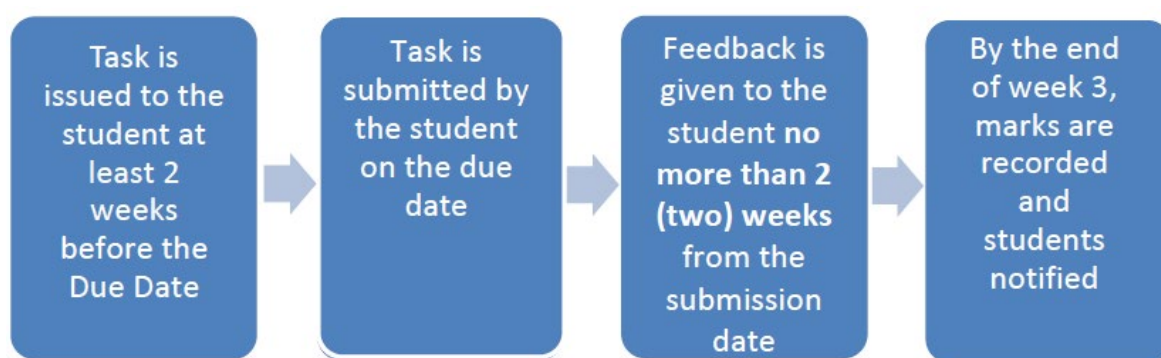 Task is
issued to the
student at
least 2
weeks
before the
Due Date
Task is
submitted by
the student
on the due
date
Feedback is
given to the
student no
more than 2
(two) weeks
from the
submission
date
By the end
of week 3,
marks are
recorded
and
students
notified